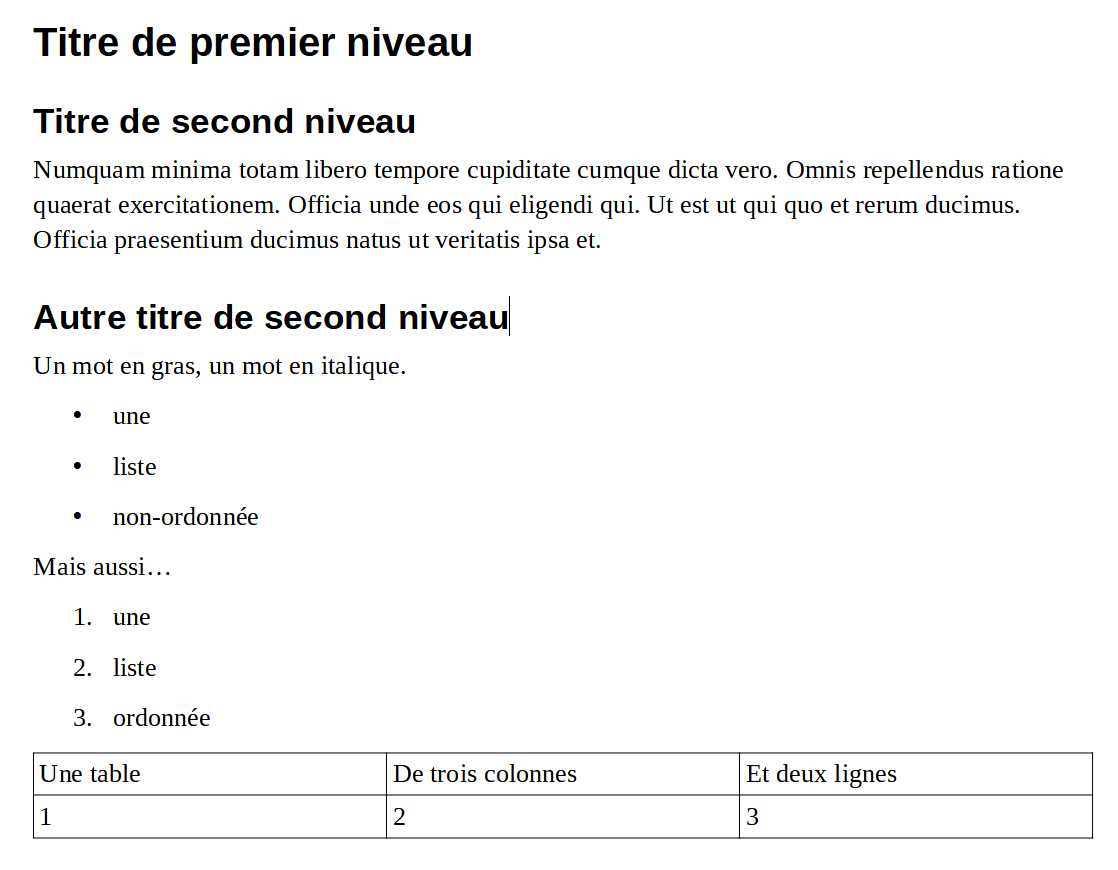 Titre de premier niveau
Titre de second niveau
Numquam minima totam libero tempore cupiditate cumque dicta vero. Omnis repellendus ratione
quaerat exercitationem. Officia unde eos qui eligendi qui. Ut est ut qui quo et rerum ducimus.
Officia praesentium ducimus natus ut veritatis ipsa et.
Autre titre de second niveau
Un mot en gras, un mot en italique.
• une
• liste
• non-ordonnée
Mais aussi…
1. une
2. liste
3. ordonnée
Une table De trois colonnes Et deux lignes
1 2 3